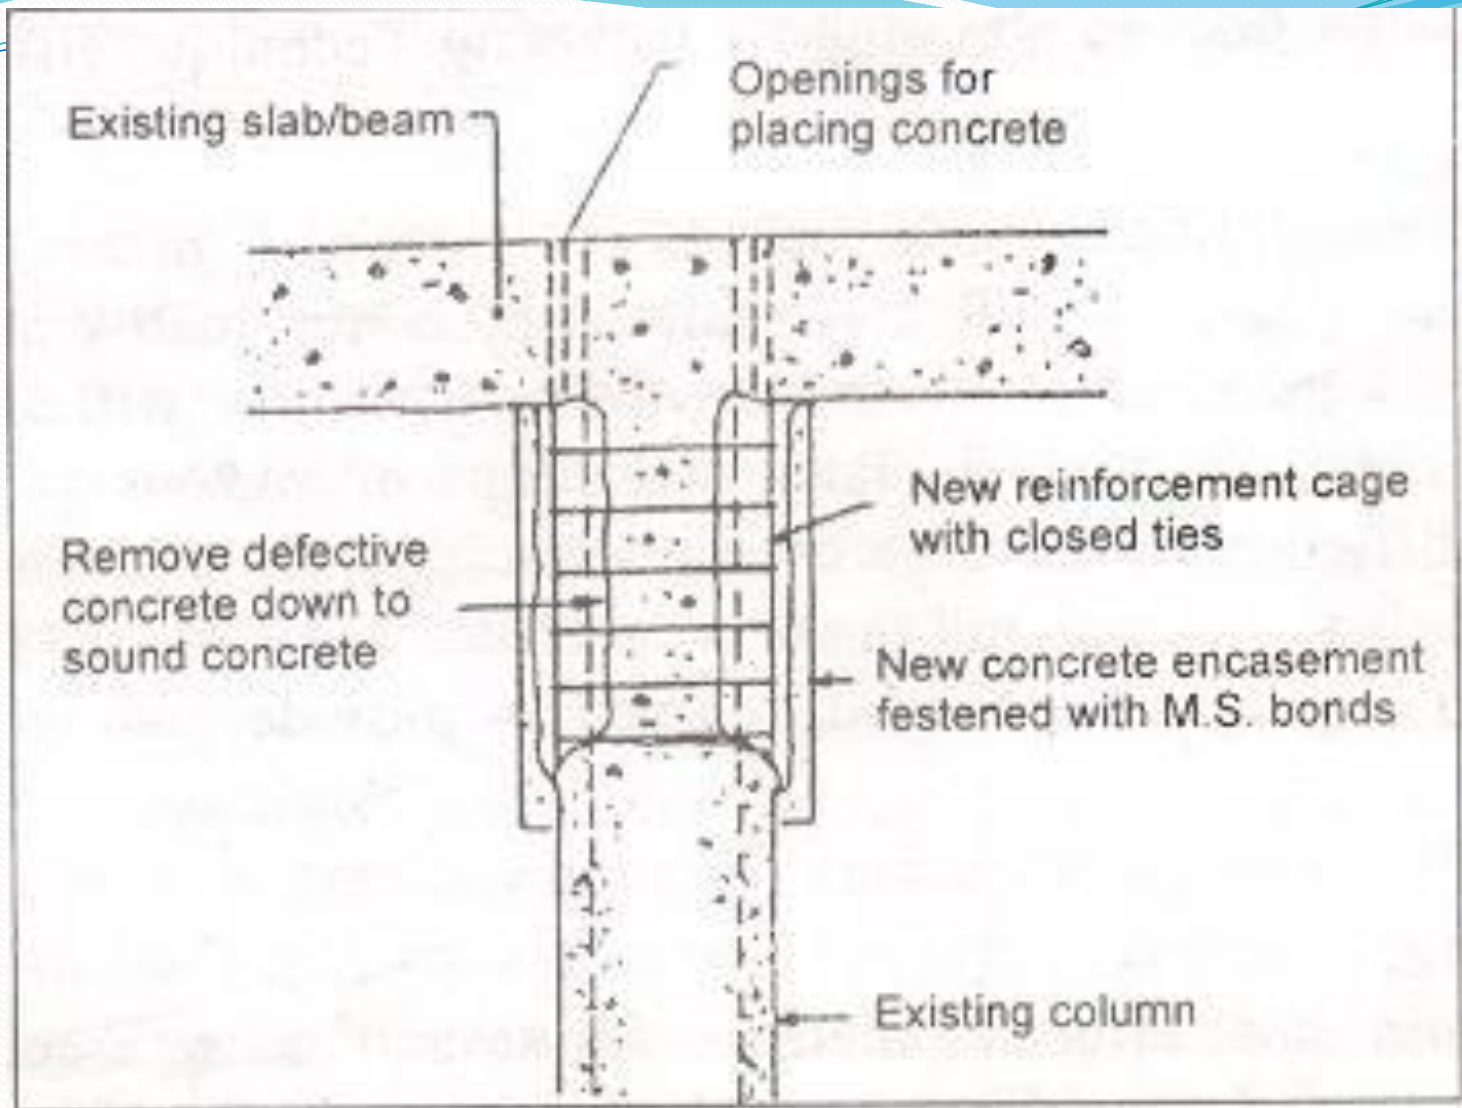 Openings for
placing concrete
Existing slab/beam
New reinforcement cage
with closed ties
Remove defective
concrete down to
sound concrete
New concrete encasement
festened with M.S. bonds
Existing column